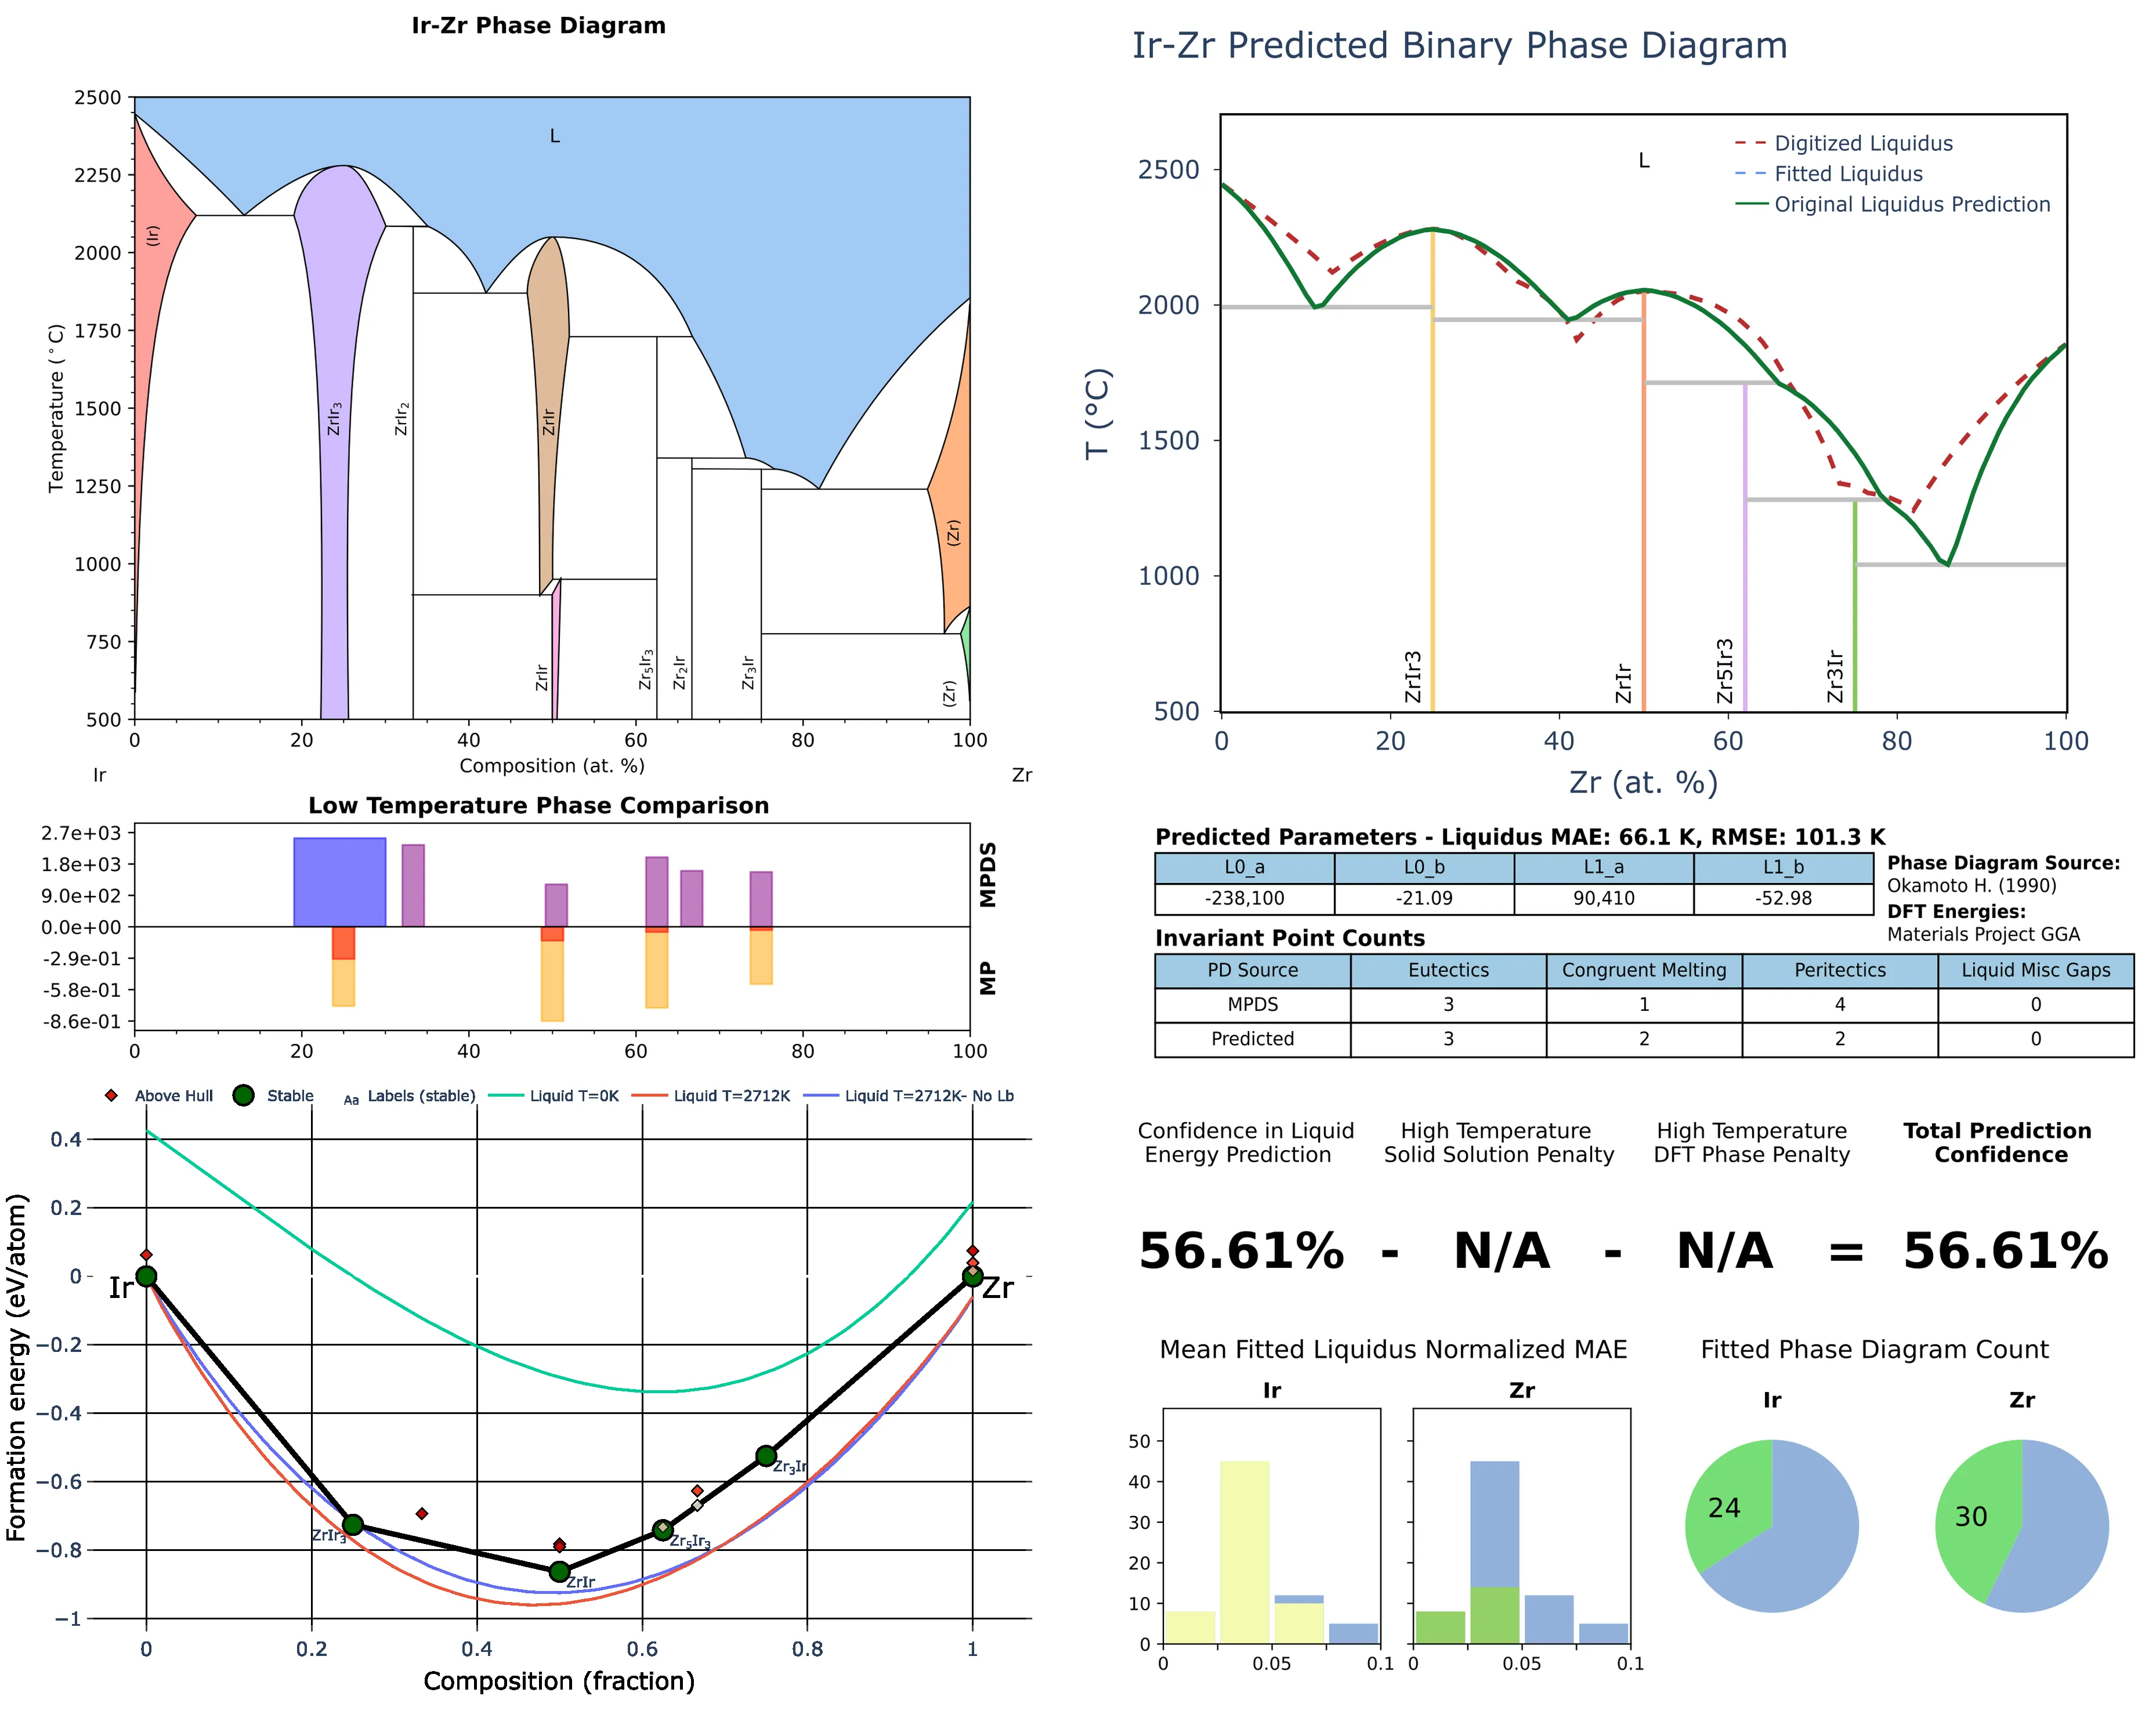 Ir-Zr Phase Diagram
2500
2250
2000
1750
1500
1250
1000
750
500
Temperature (°C)
L
(Ir)
ZrIr3
ZrIr2
ZrIr
ZrIr
Zr5Ir3
Zr2Ir
Zr3Ir
(Zr)
(Zr)
0 20 40 60 80 100
Composition (at. %)
Ir Zr
Low Temperature Phase Comparison
2.7e+03
1.8e+03
9.0e+02
0.0e+00
-2.9e-01
-5.8e-01
-8.6e-01
MPDS
MP
0 20 40 60 80 100
Above Hull Stable Aa Labels (stable) Liquid T=0K Liquid T=2712K Liquid T=2712K- No Lb
0.4
0.2
0
−0.2
−0.4
−0.6
−0.8
−1
Formation energy (eV/atom)
Ir
Zr
ZrIr3
ZrIr
Zr5Ir3
Zr3Ir
0 0.2 0.4 0.6 0.8 1
Composition (fraction)
Ir-Zr Predicted Binary Phase Diagram
L
Digitized Liquidus
Fitted Liquidus
Original Liquidus Prediction
2500
2000
1500
1000
500
T (°C)
ZrIr3
ZrIr
Zr5Ir3
Zr3Ir
0 20 40 60 80 100
Zr (at. %)
Predicted Parameters - Liquidus MAE: 66.1 K, RMSE: 101.3 K
L0_a L0_b L1_a L1_b
-238,100 -21.09 90,410 -52.98
Phase Diagram Source:
Okamoto H. (1990)
DFT Energies:
Materials Project GGA
Invariant Point Counts
PD Source Eutectics Congruent Melting Peritectics Liquid Misc Gaps
MPDS 3 1 4 0
Predicted 3 2 2 0
Confidence in Liquid
Energy Prediction
High Temperature
Solid Solution Penalty
High Temperature
DFT Phase Penalty
Total Prediction
Confidence
56.61% - N/A - N/A = 56.61%
Mean Fitted Liquidus Normalized MAE
Ir Zr
50
40
30
20
10
0
0 0.05 0.1
0 0.05 0.1
Fitted Phase Diagram Count
Ir Zr
24 30